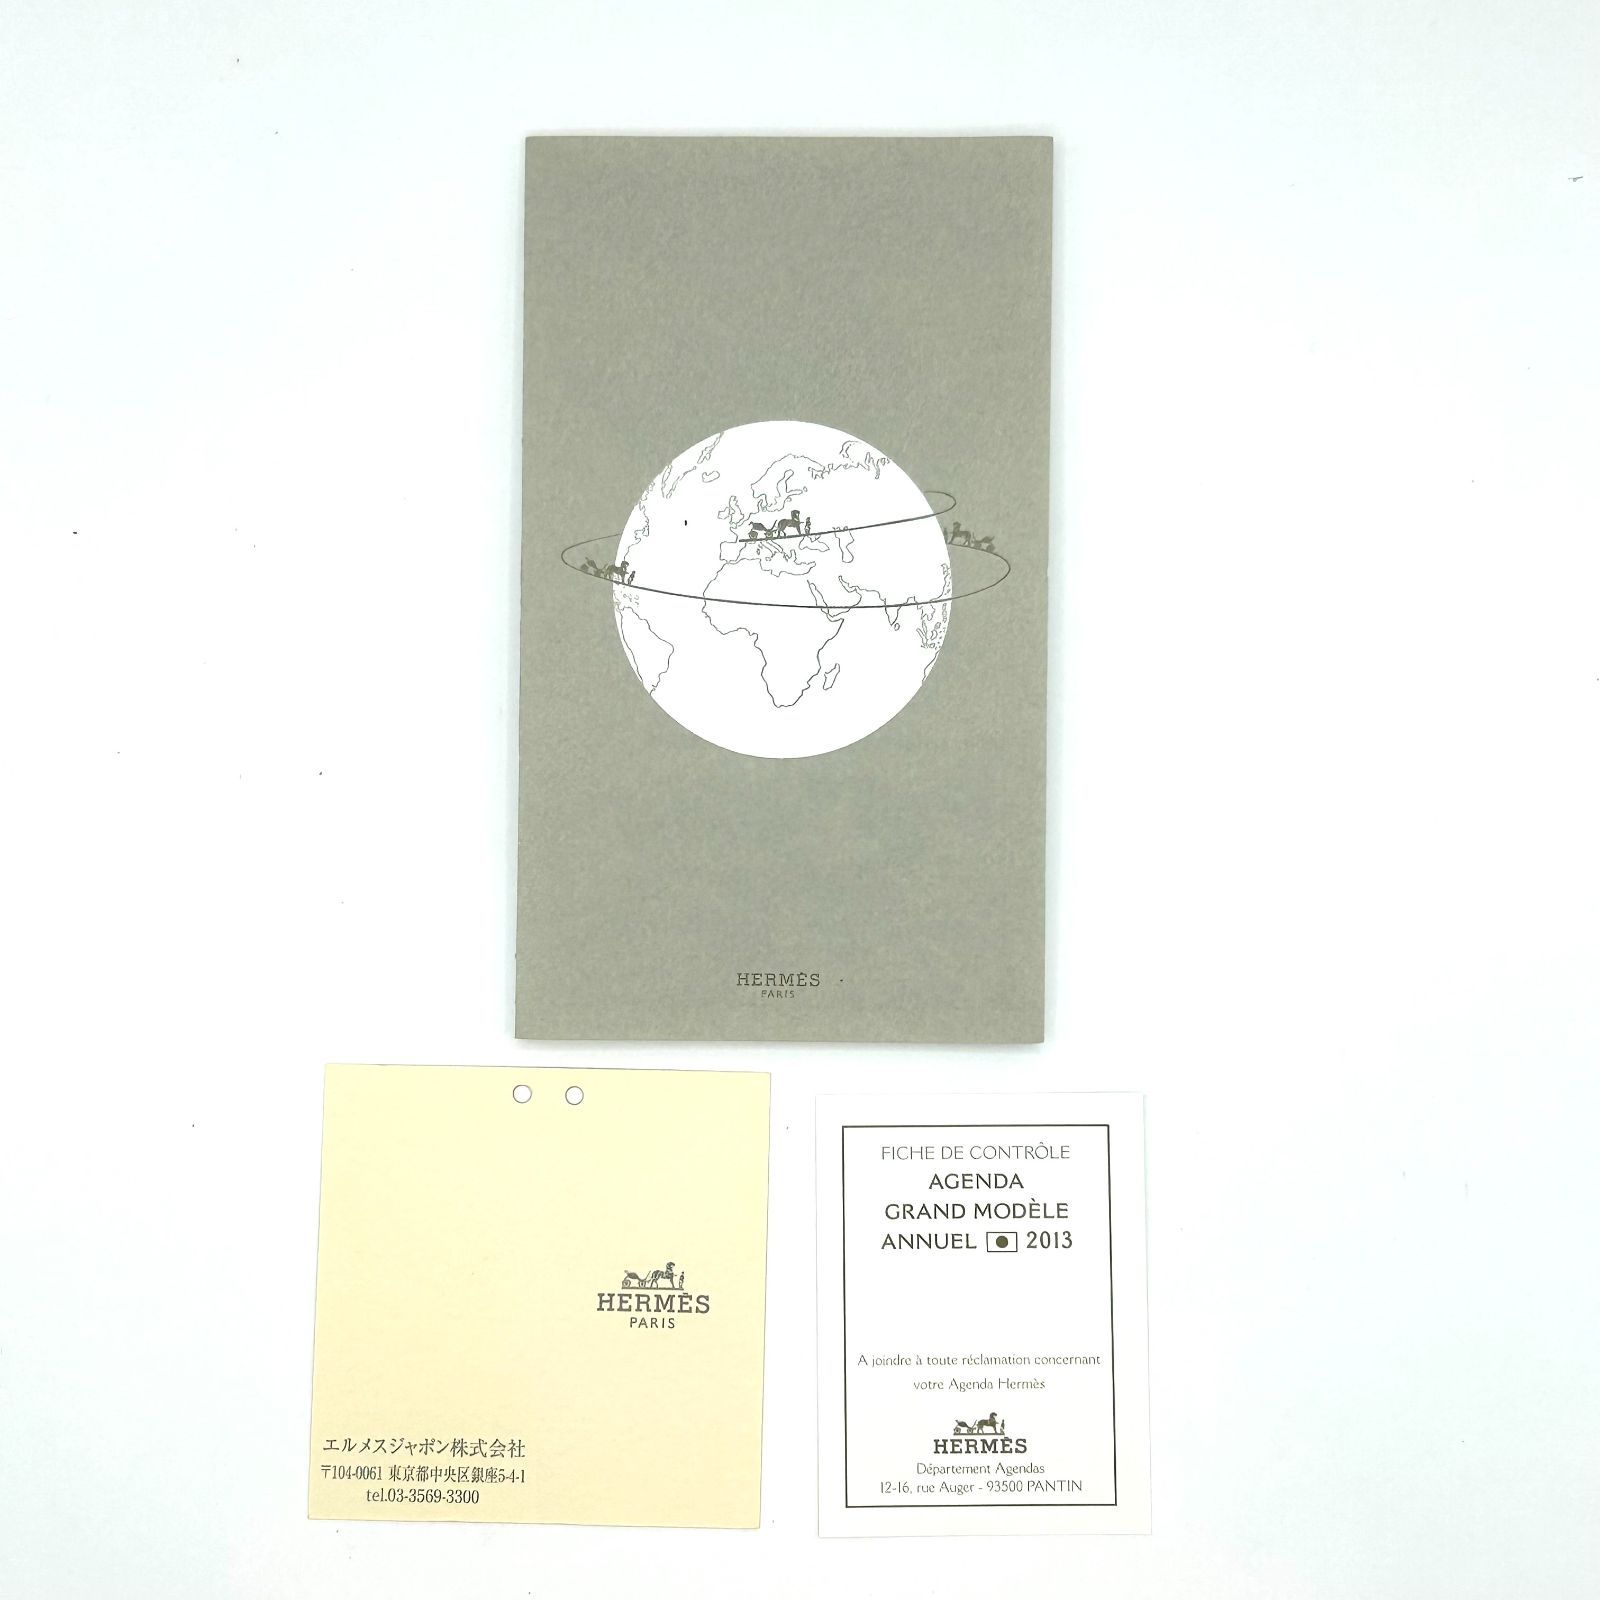 HERMÈS
PARIS
HERMÈS
PARIS
エルメスジャポン株式会社
〒104-0061 東京都中央区銀座5-4-1
tel.03-3569-3300
FICHE DE CONTRÔLE
AGENDA
GRAND MODÈLE
ANNUEL 2013
A joindre à toute réclamation concernant
votre Agenda Hermès
HERMÈS
Département Agendas
12-16, rue Auger - 93500 PANTIN